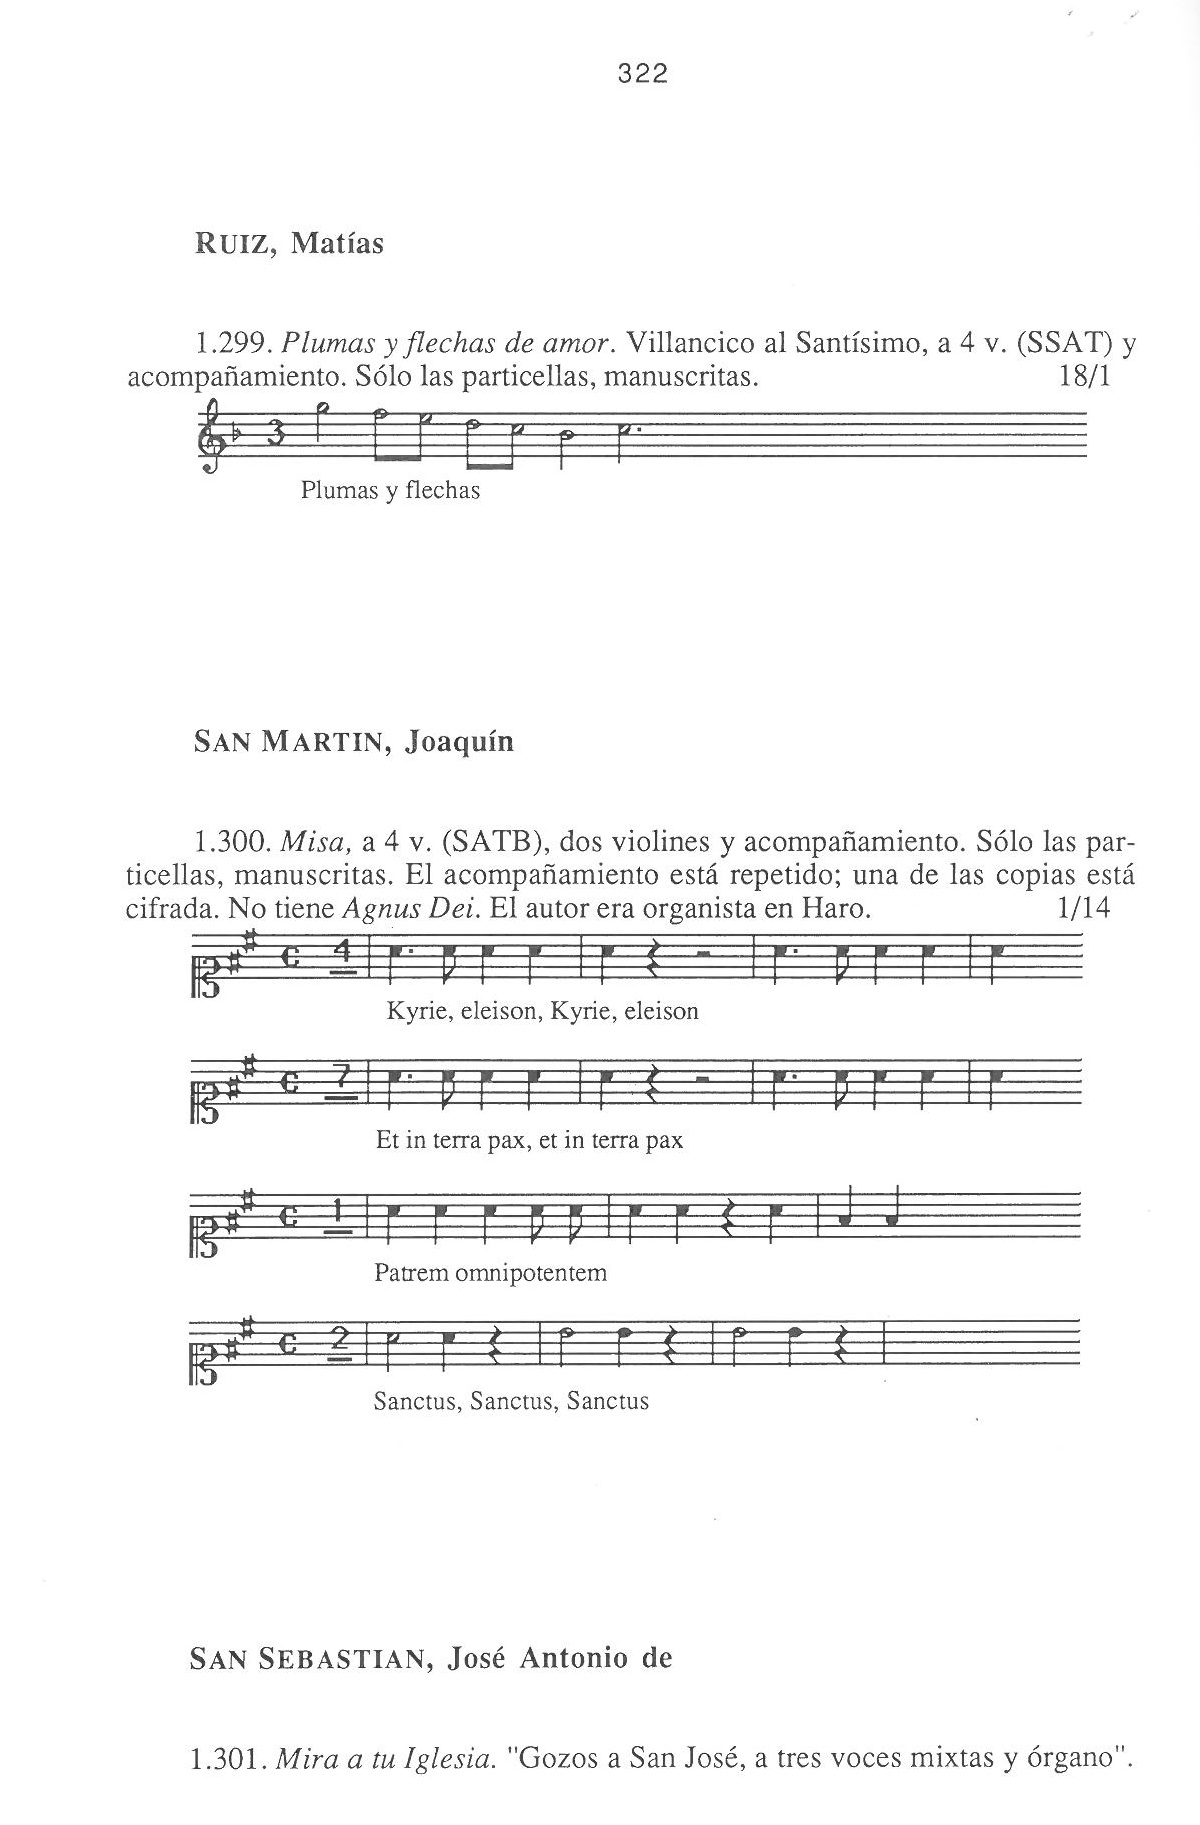 322
RUIZ, Matías
1.299. Plumas y flechas de amor. Villancico al Santísimo, a 4 v. (SSAT) y
acompañamiento. Sólo las particellas, manuscritas. 18/1
3
Plumas y flechas
SAN MARTIN, Joaquín
1.300. Misa, a 4 v. (SATB), dos violines y acompañamiento. Sólo las par-
ticellas, manuscritas. El acompañamiento está repetido; una de las copias está
cifrada. No tiene Agnus Dei. El autor era organista en Haro. 1/14
4
Kyrie, eleison, Kyrie, eleison
7
Et in terra pax, et in terra pax
1
Patrem omnipotentem
2
Sanctus, Sanctus, Sanctus
SAN SEBASTIAN, José Antonio de
1.301. Mira a tu Iglesia. "Gozos a San José, a tres voces mixtas y órgano".